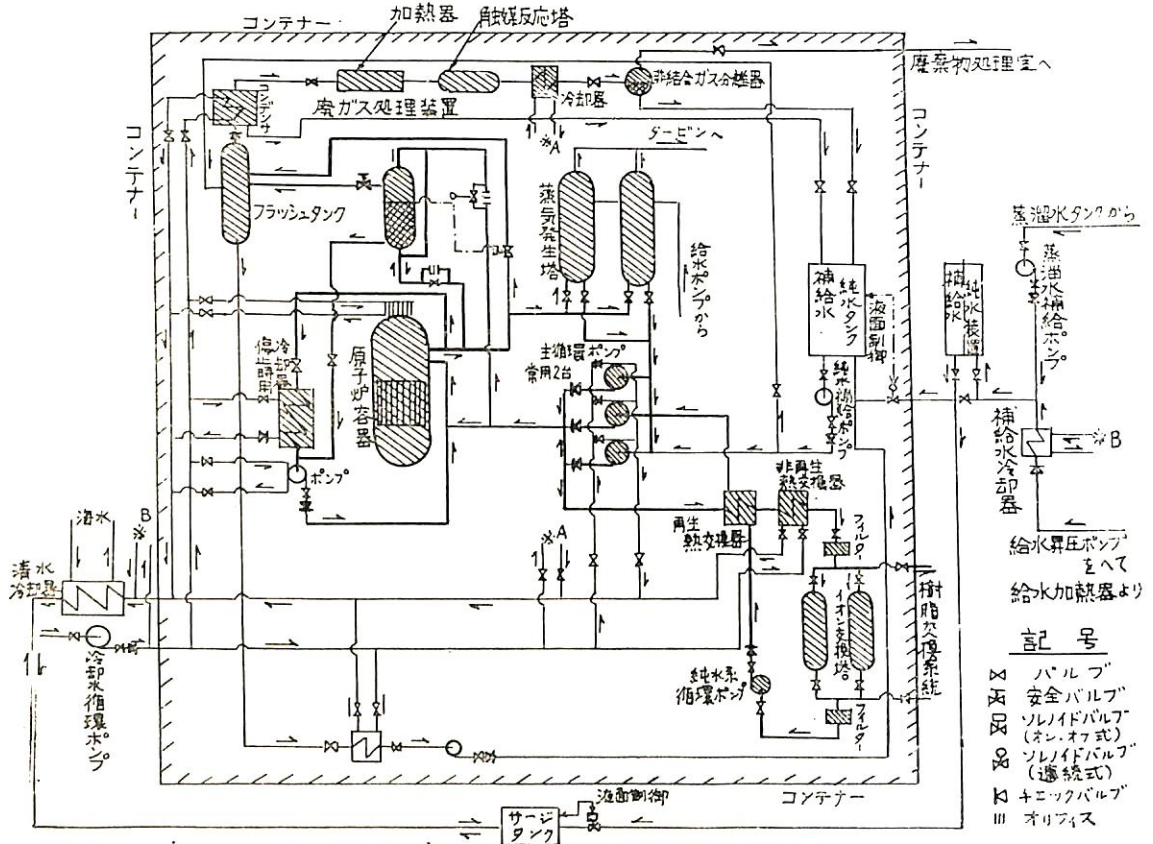 コンテナー
加熱器
触媒反応塔
廃棄物処理室へ
非結合ガス分離器
冷却器
コンデンサ
廃ガス処理装置
※A
タービンへ
コンテナー
コンテナー
フラッシュタンク
蒸気発生塔
給水ポンプから
蒸溜水タンクから
蒸溜水補給ポンプ
補給水
純水タンク
液面制御
補給水
純水装置
原子炉容器
停止時用
冷却器
主循環ポンプ
常用2台
純水補給ポンプ
補給水冷却器
※B
ポンプ
非再生
熱交換器
再生
熱交換器
フィルター
海水
※B
※A
清水
冷却器
給水昇圧ポンプ
をへて
給水加熱器より
イオン交換塔
樹脂交換系統
冷却水循環ポンプ
純水系
循環ポンプ
フィルター
記号
バルブ
安全バルブ
ソレノイドバルブ
(オン・オフ式)
ソレノイドバルブ
(連続式)
チェックバルブ
オリフィス
コンテナー
液面制御
サージ
タンク